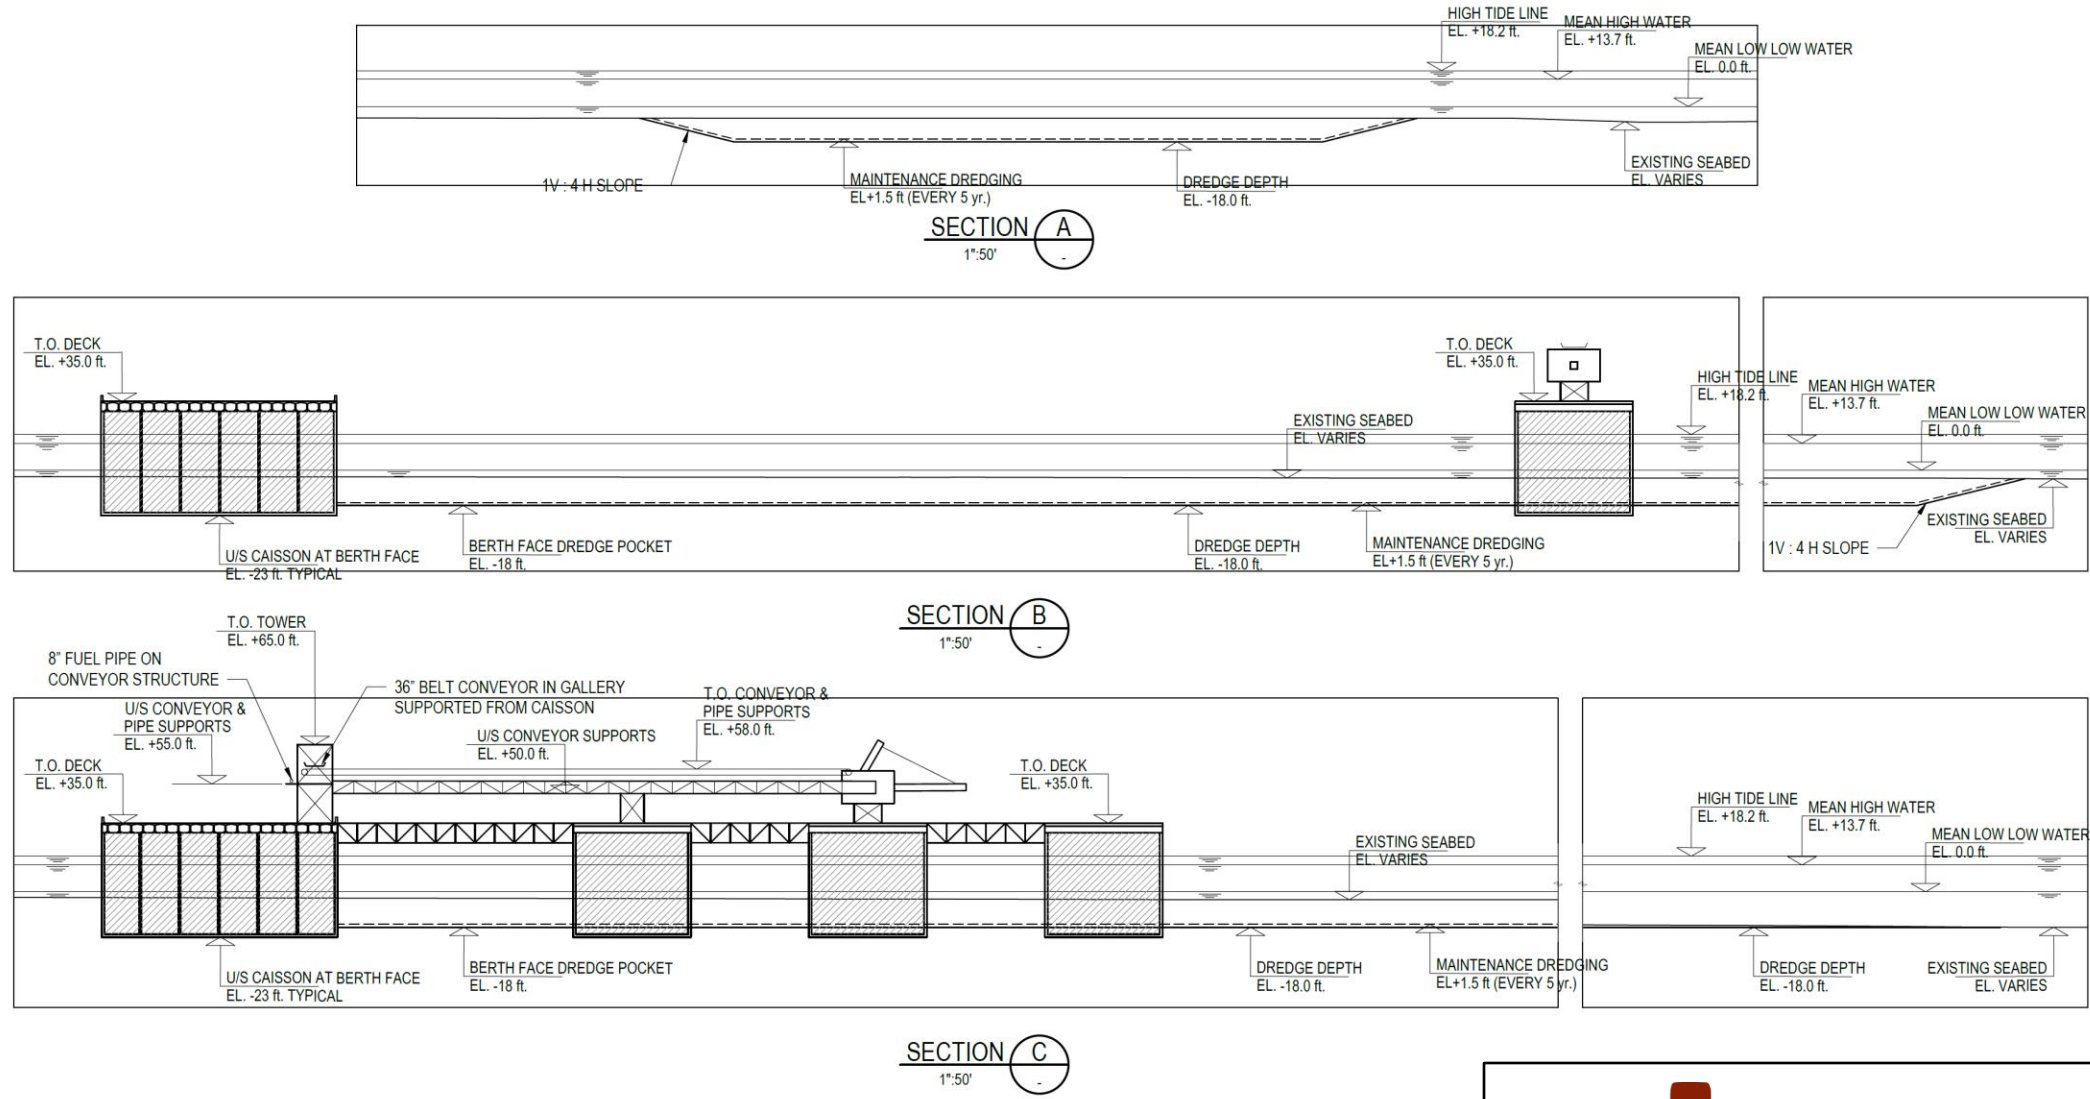 HIGH TIDE LINE
EL. +18.2 ft.
MEAN HIGH WATER
EL. +13.7 ft.
MEAN LOW LOW WATER
EL. 0.0 ft.
1V : 4 H SLOPE
MAINTENANCE DREDGING
EL+1.5 ft (EVERY 5 yr.)
DREDGE DEPTH
EL. -18.0 ft.
EXISTING SEABED
EL. VARIES
SECTION A
1":50'
-
T.O. DECK
EL. +35.0 ft.
T.O. DECK
EL. +35.0 ft.
HIGH TIDE LINE
EL. +18.2 ft.
MEAN HIGH WATER
EL. +13.7 ft.
MEAN LOW LOW WATER
EL. 0.0 ft.
EXISTING SEABED
EL. VARIES
U/S CAISSON AT BERTH FACE
EL. -23 ft. TYPICAL
BERTH FACE DREDGE POCKET
EL. -18 ft.
DREDGE DEPTH
EL. -18.0 ft.
MAINTENANCE DREDGING
EL+1.5 ft (EVERY 5 yr.)
1V : 4 H SLOPE
EXISTING SEABED
EL. VARIES
SECTION B
1":50'
-
T.O. TOWER
EL. +65.0 ft.
8" FUEL PIPE ON
CONVEYOR STRUCTURE
36" BELT CONVEYOR IN GALLERY
SUPPORTED FROM CAISSON
T.O. CONVEYOR &
PIPE SUPPORTS
EL. +58.0 ft.
U/S CONVEYOR &
PIPE SUPPORTS
EL. +55.0 ft.
U/S CONVEYOR SUPPORTS
EL. +50.0 ft.
T.O. DECK
EL. +35.0 ft.
T.O. DECK
EL. +35.0 ft.
HIGH TIDE LINE
EL. +18.2 ft.
MEAN HIGH WATER
EL. +13.7 ft.
MEAN LOW LOW WATER
EL. 0.0 ft.
EXISTING SEABED
EL. VARIES
U/S CAISSON AT BERTH FACE
EL. -23 ft. TYPICAL
BERTH FACE DREDGE POCKET
EL. -18 ft.
DREDGE DEPTH
EL. -18.0 ft.
MAINTENANCE DREDGING
EL+1.5 ft (EVERY 5 yr.)
DREDGE DEPTH
EL. -18.0 ft.
EXISTING SEABED
EL. VARIES
SECTION C
1":50'
-